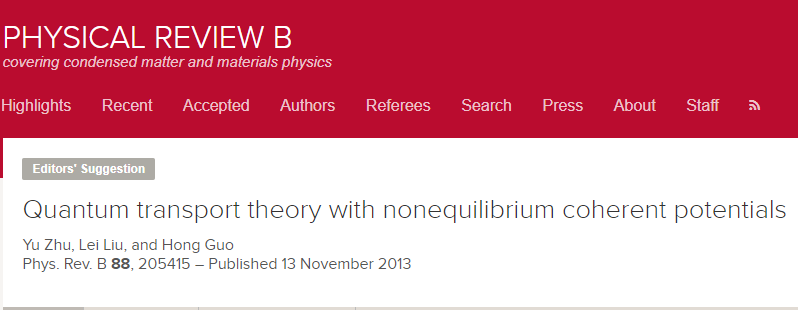 PHYSICAL REVIEW B
covering condensed matter and materials physics
Highlights Recent Accepted Authors Referees Search Press About Staff
Editors' Suggestion
Quantum transport theory with nonequilibrium coherent potentials
Yu Zhu, Lei Liu, and Hong Guo
Phys. Rev. B 88, 205415 – Published 13 November 2013